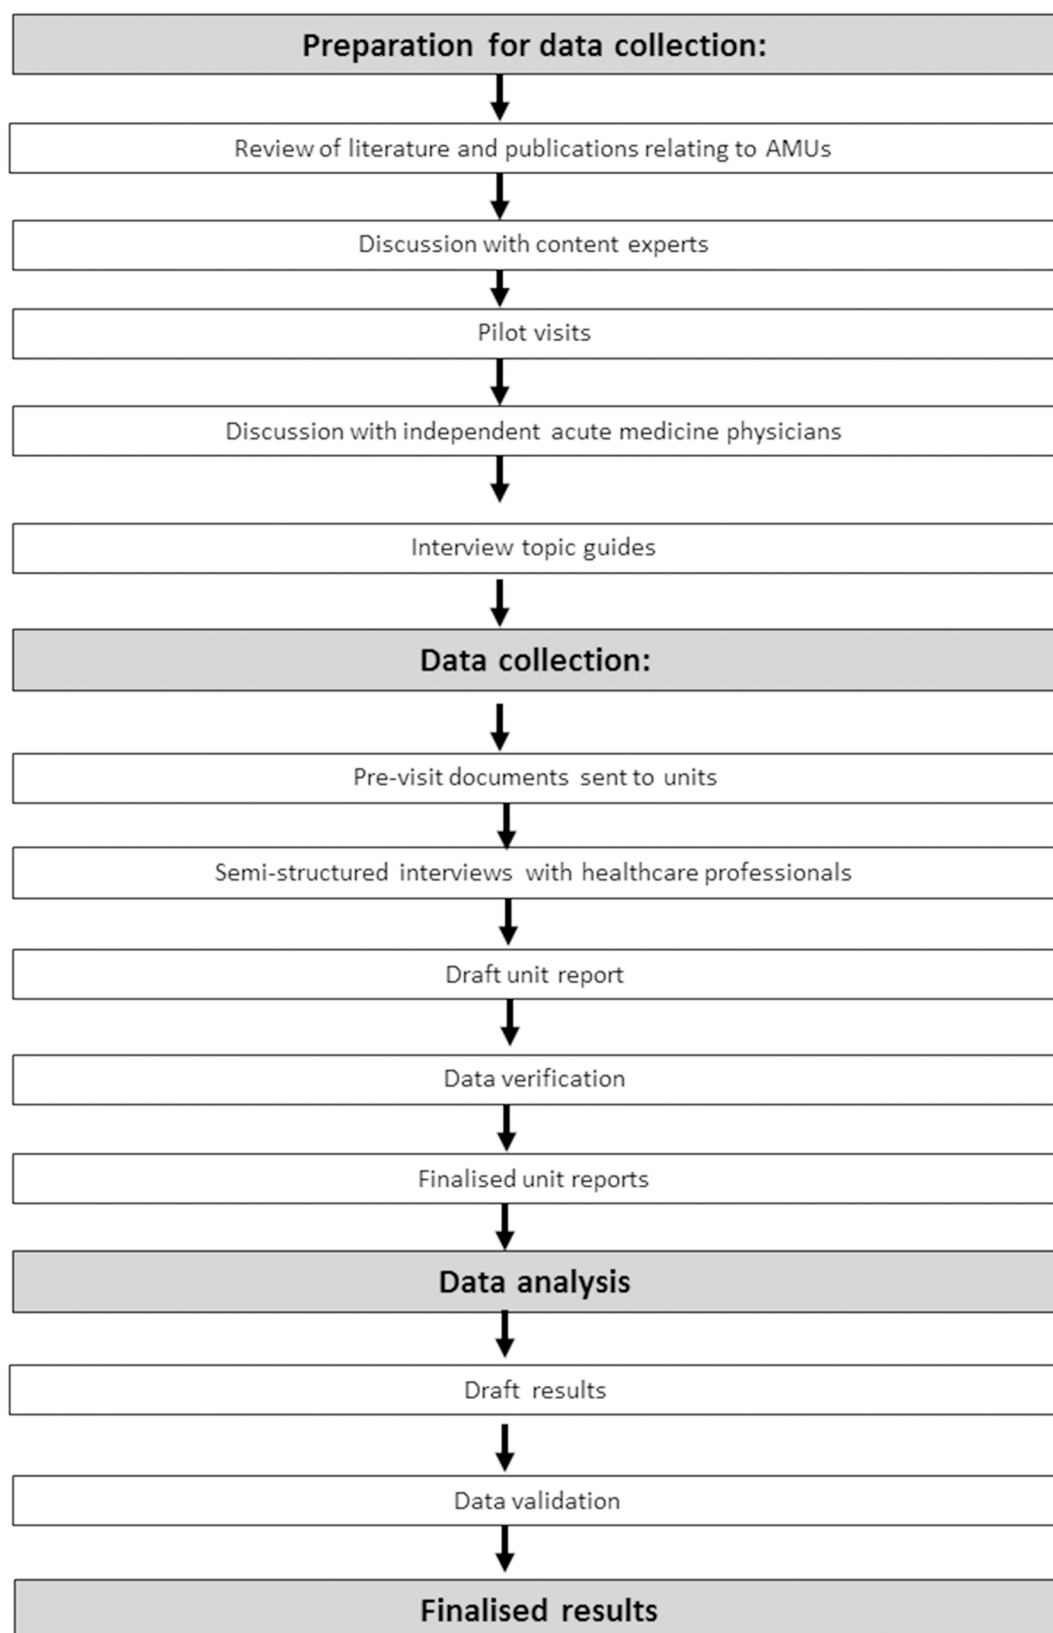 Preparation for data collection:
Review of literature and publications relating to AMUs
Discussion with content experts
Pilot visits
Discussion with independent acute medicine physicians
Interview topic guides
Data collection:
Pre-visit documents sent to units
Semi-structured interviews with healthcare professionals
Draft unit report
Data verification
Finalised unit reports
Data analysis
Draft results
Data validation
Finalised results